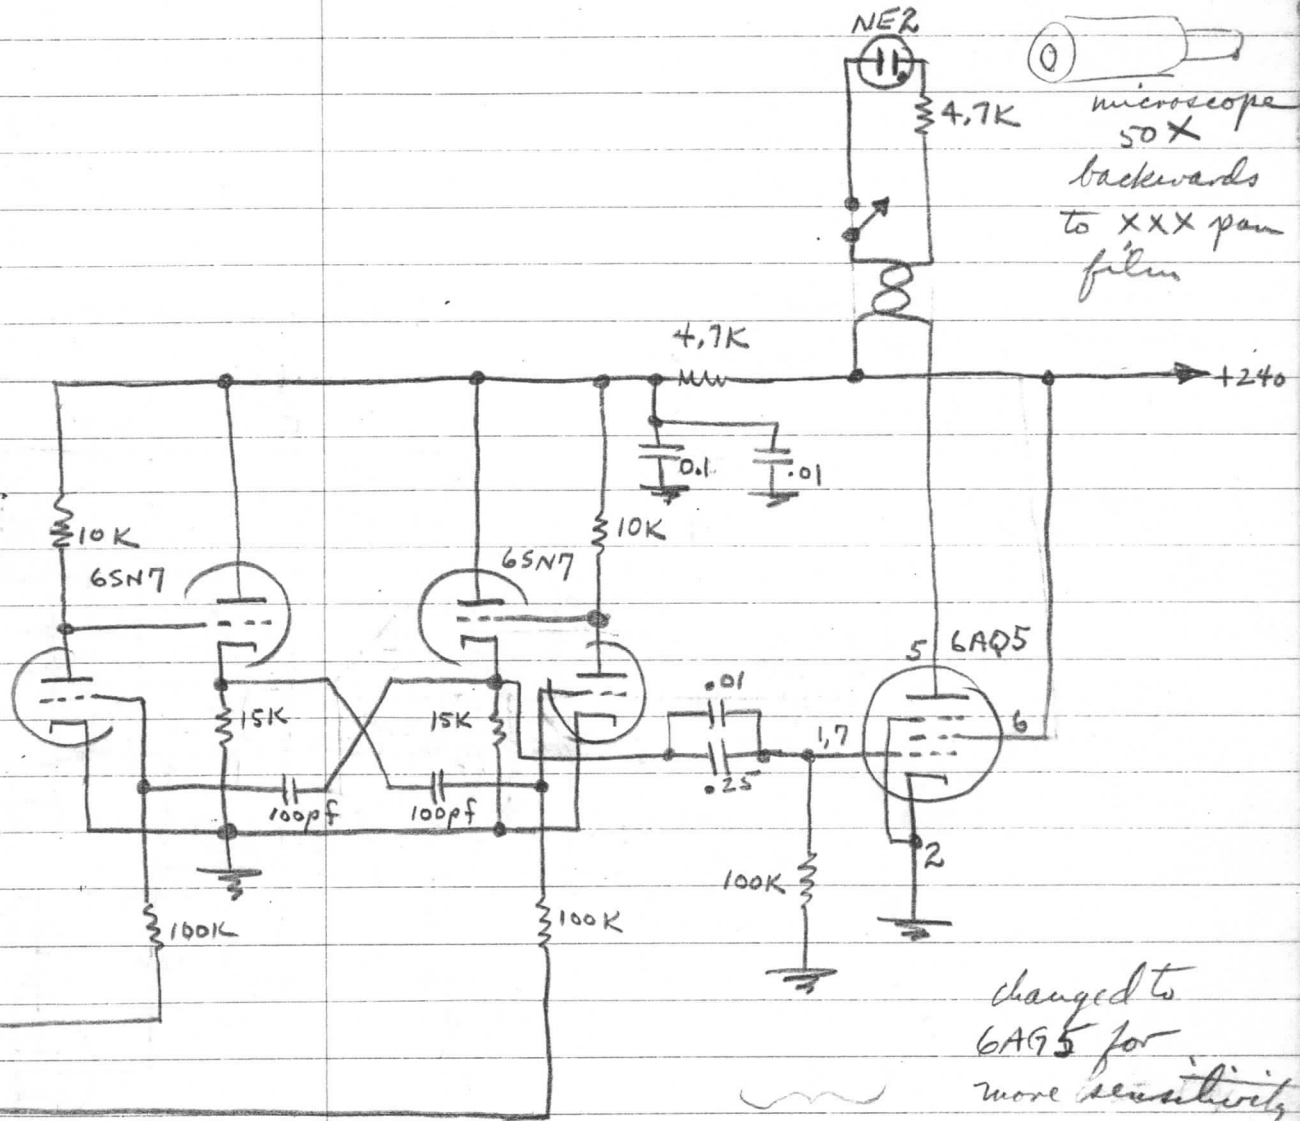 NE2
4.7K
microscope
50X
backwards
to XXX pan
film
4.7K
+240
0.1
.01
10K
10K
6SN7
6SN7
5
6AQ5
.01
15K
15K
1,7
6
.25
100pf
100pf
2
100K
100K
100K
changed to
6AG5 for
more sensitivity